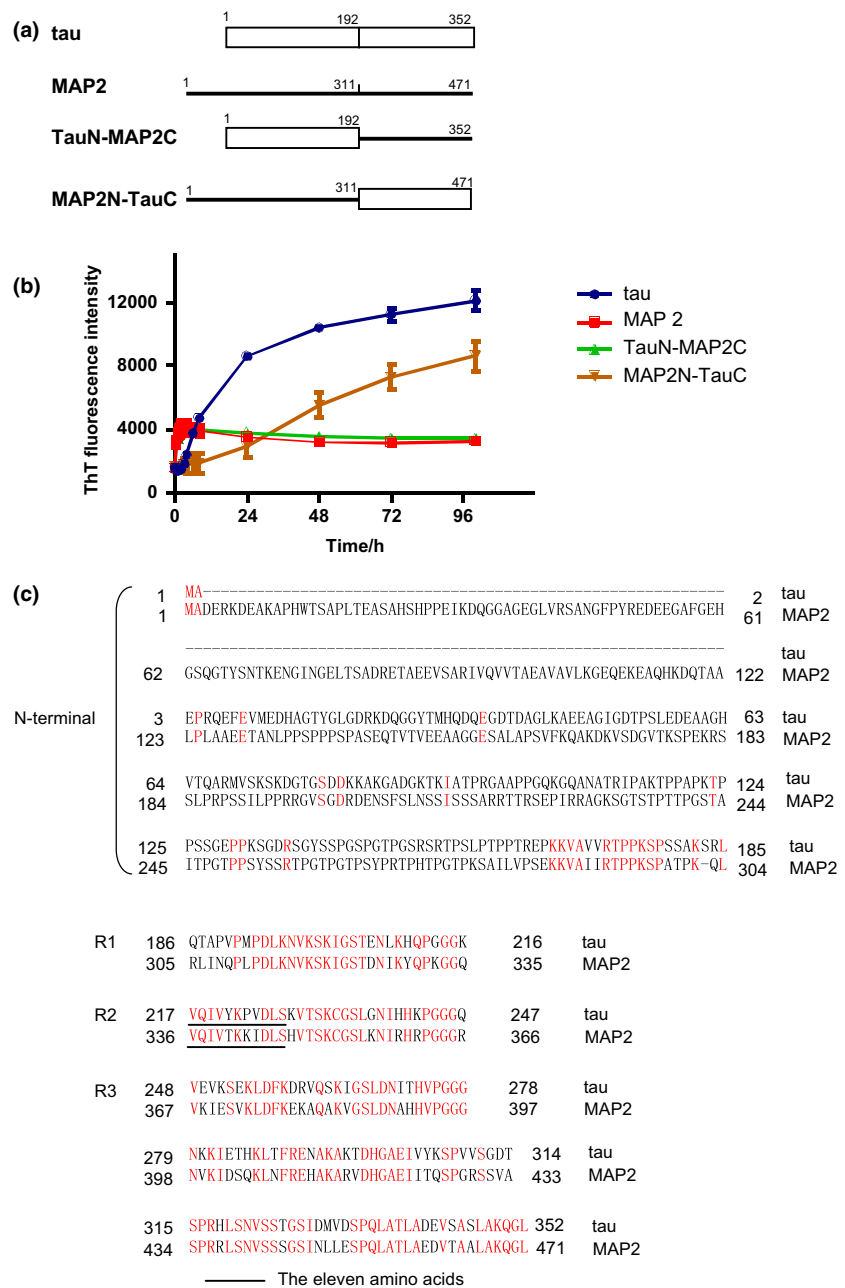 (a)
tau 1 192 352
MAP2 1 311 471
TauN-MAP2C 1 192 352
MAP2N-TauC 1 311 471
(b)
ThT fluorescence intensity
12000
8000
4000
0
0 24 48 72 96
Time/h
tau
MAP 2
TauN-MAP2C
MAP2N-TauC
(c)
N-terminal
1 MA----------------------------------------------------------- 2 tau
1 MADERKDEAKAPHWTSAPLTEASAHSHPPEIKDQGGAGEGLVRSANGFPYREDEEGAFGEH 61 MAP2
------------------------------------------------------------- tau
62 GSQGTYSNTKENGINGELTSADRETAEEVSARIVQVVTAEAVAVLKGEQEKEAQHKDQTAA 122 MAP2
3 EPRQEFEVMEDHAGTYGLGDRKDQGGYTMHQDQEGDTDAGLKAEEAGIGDTPSLEDEAAGH 63 tau
123 LPLAAEETANLPPSPPPSPASEQTVTVEEAAGGESALAPSVFKQAKDKVSDGVTKSPEKRS 183 MAP2
64 VTQARMVSKSKDGTGSDDKKAKGADGKTKIATPRGAAPPGQKGQANATRIPAKTPPAPKTP 124 tau
184 SLPRPSSILPPRRGVSGDRDENSFSLNSSISSSARRTTRSEPIRRAGKSGTSTPTTPGSTA 244 MAP2
125 PSSGEPPKSGDRSGYSSPGSPGTPGSRSRTPSLPTPPTREPKKVAVVRTPPKSPSSAKSRL 185 tau
245 ITPGTPPSYSSRTPGTPGTPSYPRTPHTPGTPKSAILVPSEKKVAIIRTPPKSPATPK-QL 304 MAP2
R1 186 QTAPVPMPDLKNVKSKIGSTENLKHQPGGGK 216 tau
305 RLINQPLPDLKNVKSKIGSTDNIKYQPKGGQ 335 MAP2
R2 217 VQIVYKPVDLSKVTSKCGSLGNIHHKPGGGQ 247 tau
336 VQIVTKKIDLSHVTSKCGSLKNIRHRPGGGR 366 MAP2
R3 248 VEVKSEKLDFKDRVQSKIGSLDNITHVPGGG 278 tau
367 VKIESVKLDFKEKAQAKVGSLDNAHHVPGGG 397 MAP2
279 NKKIETHKLTFRENAKAKTDHGAEIVYKSPVVSGDT 314 tau
398 NVKIDSQKLNFREHAKARVDHGAEIITQSPGRSSVA 433 MAP2
315 SPRHLSNVSSTGSIDMVDSPQLATLADEVSASLAKQGL 352 tau
434 SPRRLSNVSSSGSINLLESPQLATLAEDVTAALAKQGL 471 MAP2
The eleven amino acids